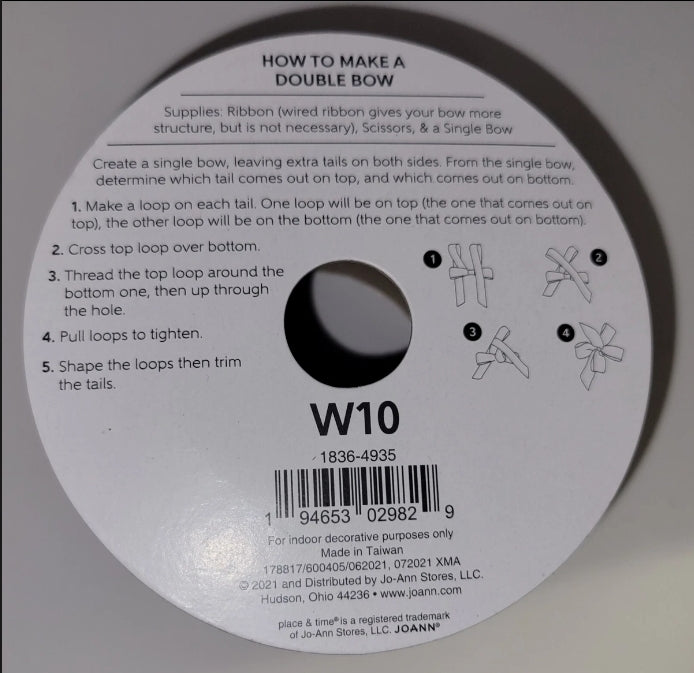 HOW TO MAKE A
DOUBLE BOW
Supplies: Ribbon (wired ribbon gives your bow more
structure, but is not necessary), Scissors, & a Single Bow
Create a single bow, leaving extra tails on both sides. From the single bow,
determine which tail comes out on top, and which comes out on bottom.
1. Make a loop on each tail. One loop will be on top (the one that comes out on
top), the other loop will be on the bottom (the one that comes out on bottom).
2. Cross top loop over bottom.
3. Thread the top loop around the
bottom one, then up through
the hole.
4. Pull loops to tighten.
5. Shape the loops then trim
the tails.
1 2
3 4
W10
1836-4935
1 94653 02982 9
For indoor decorative purposes only
Made in Taiwan
178817/600405/062021, 072021 XMA
© 2021 and Distributed by Jo-Ann Stores, LLC.
Hudson, Ohio 44236 • www.joann.com
place & time® is a registered trademark
of Jo-Ann Stores, LLC. JOANN®